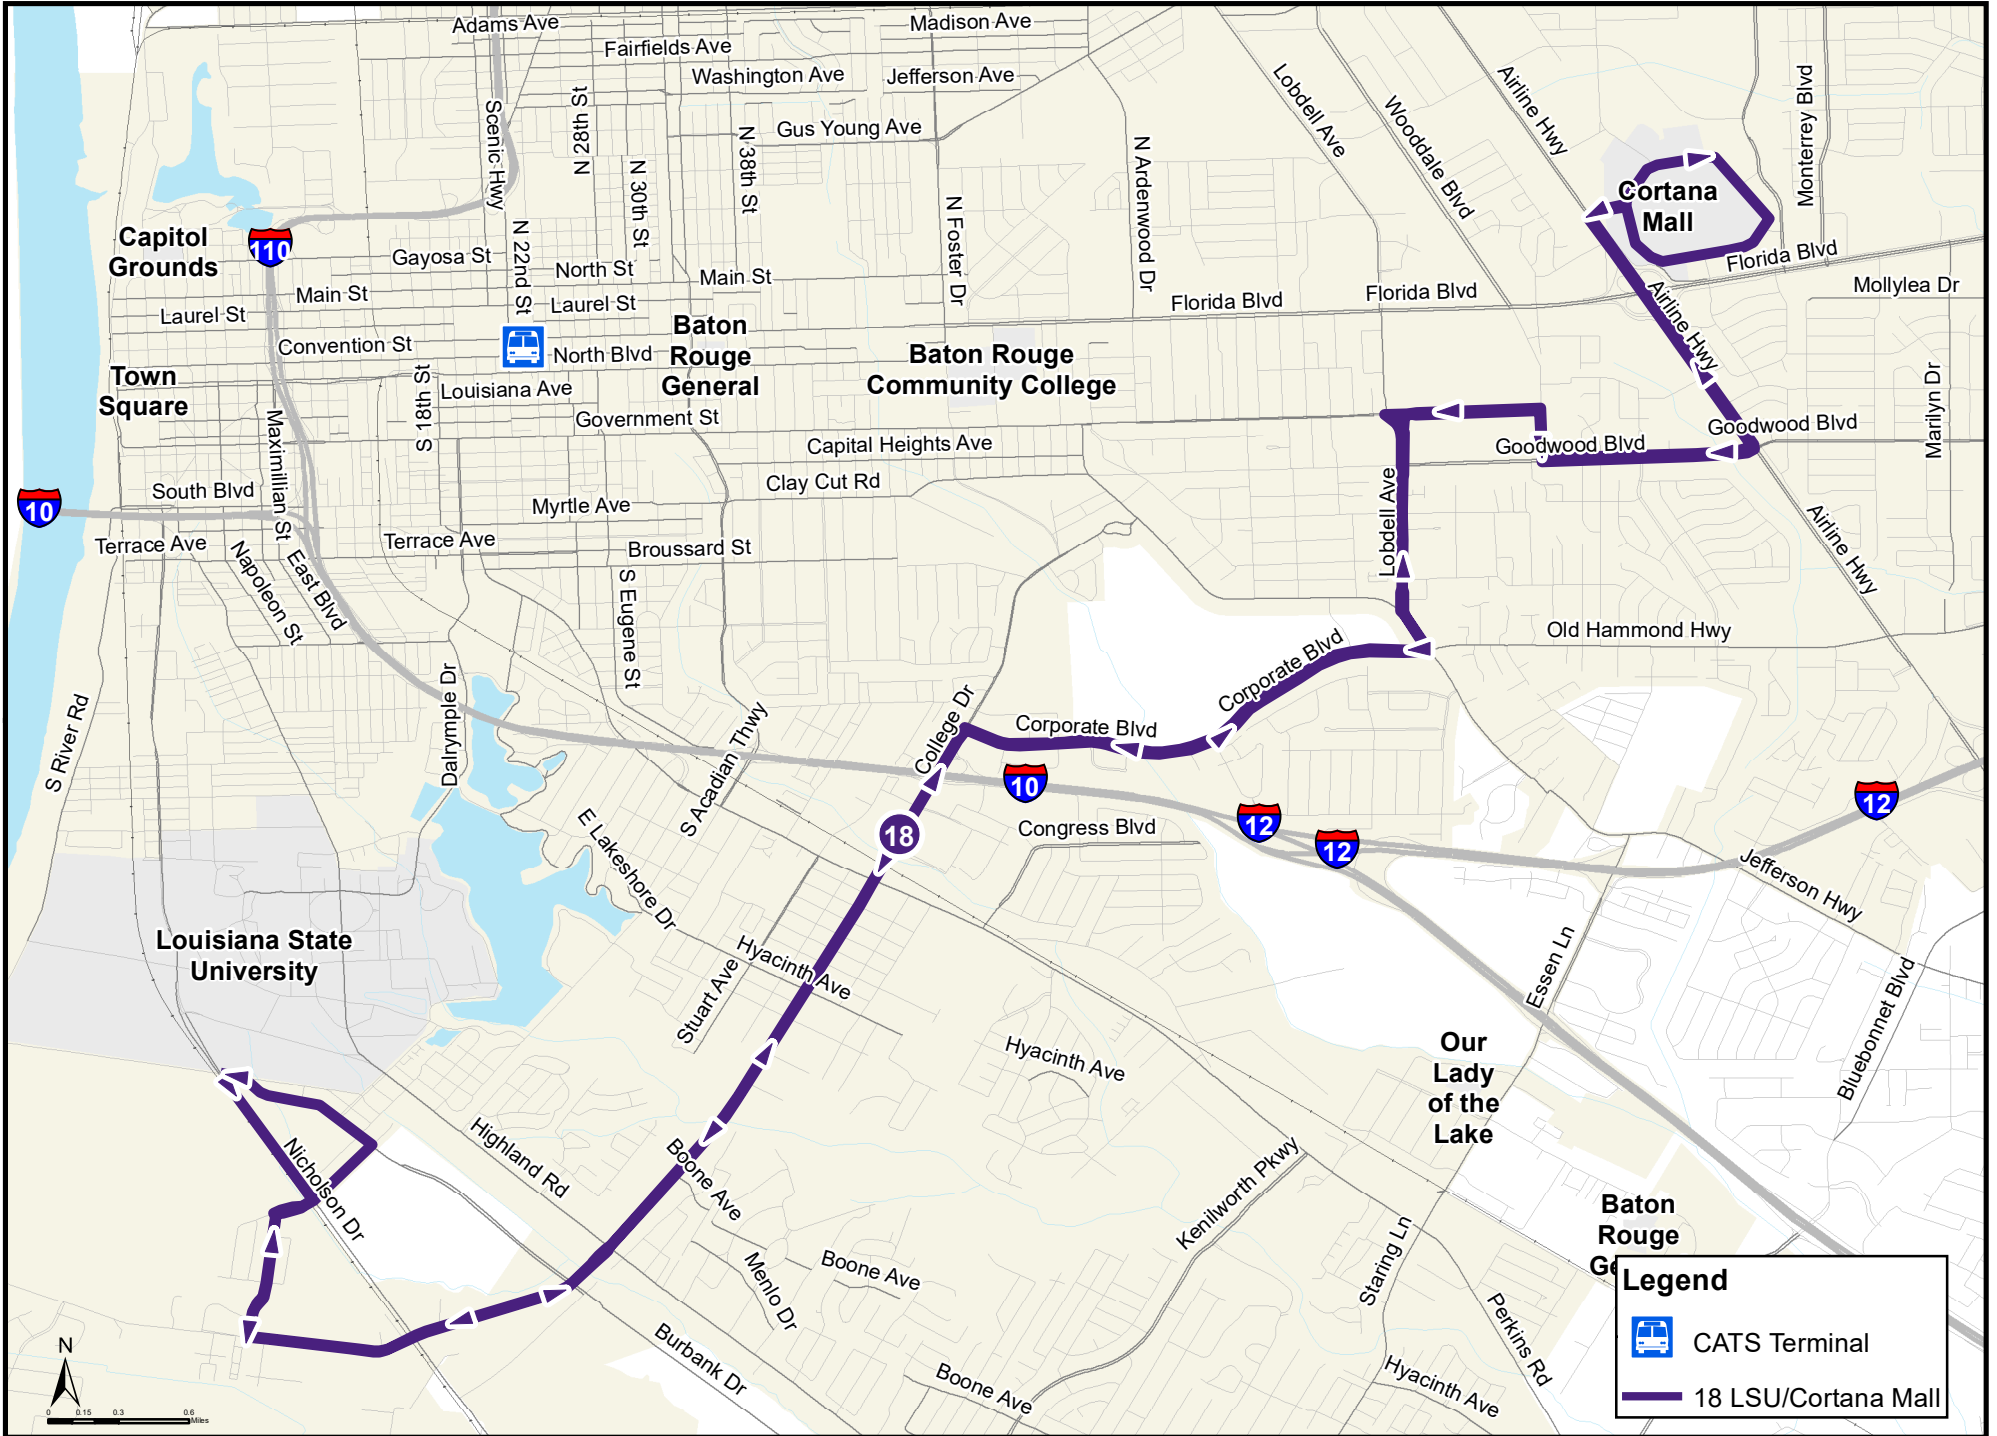 Adams Ave
Madison Ave
Fairfields Ave
Washington Ave
Jefferson Ave
Gus Young Ave
Scenic Hwy
N 28th St
N 30th St
N 38th St
N 22nd St
N Foster Dr
N Ardenwood Dr
Lobdell Ave
Wooddale Blvd
Airline Hwy
Monterrey Blvd
Cortana
Mall
Florida Blvd
Mollylea Dr
Capitol
Grounds
110
Gayosa St
North St
Main St
Main St
Laurel St
Laurel St
Florida Blvd
Florida Blvd
Airline Hwy
Convention St
North Blvd
Baton
Rouge
General
Baton Rouge
Community College
Town
Square
S 18th St
Louisiana Ave
Government St
Capital Heights Ave
Clay Cut Rd
Goodwood Blvd
Goodwood Blvd
Marilyn Dr
Maximillian St
10
South Blvd
Myrtle Ave
Terrace Ave
Terrace Ave
Broussard St
Napoleon St
East Blvd
S Eugene St
Lobdell Ave
Airline Hwy
Old Hammond Hwy
Corporate Blvd
Corporate Blvd
College Dr
Dalrymple Dr
S River Rd
S Acadian Thwy
10
12
12
12
18
Congress Blvd
E Lakeshore Dr
Jefferson Hwy
Louisiana State
University
Hyacinth Ave
Stuart Ave
Essen Ln
Bluebonnet Blvd
Hyacinth Ave
Our
Lady
of the
Lake
Highland Rd
Nicholson Dr
Boone Ave
Kenilworth Pkwy
Baton
Rouge
Ge
Staring Ln
Boone Ave
Menlo Dr
Burbank Dr
Boone Ave
Perkins Rd
Hyacinth Ave
N
0 0.15 0.3 0.6
Miles
Legend
CATS Terminal
18 LSU/Cortana Mall